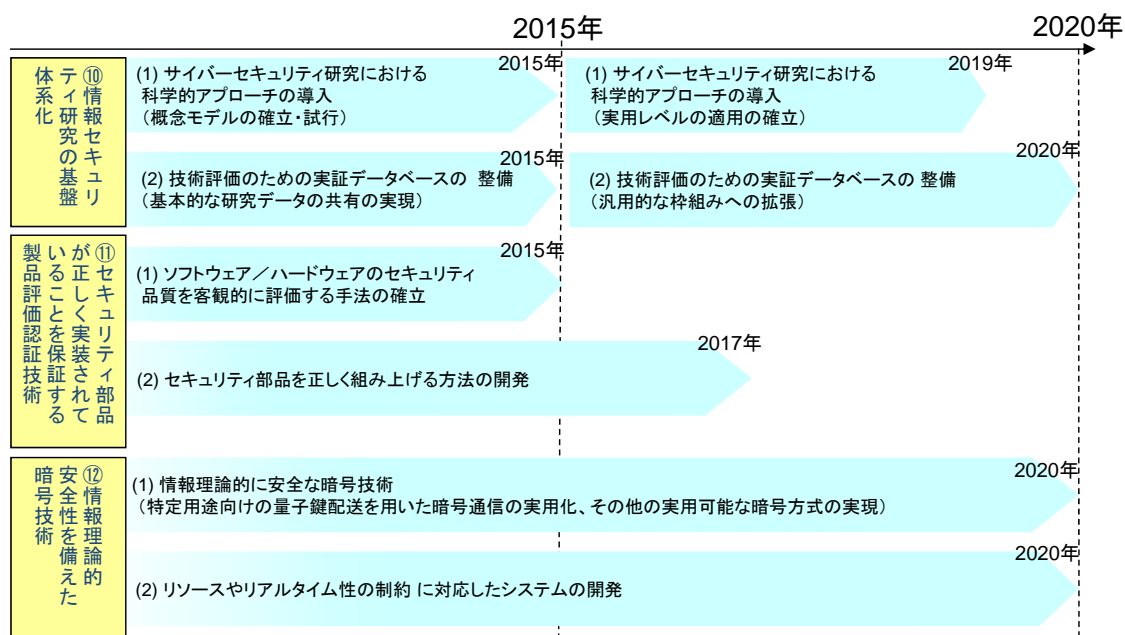 2015年
2020年
⑩情報セキュリ
ティ研究の基盤
体系化
2015年
(1) サイバーセキュリティ研究における
科学的アプローチの導入
（概念モデルの確立・試行）
2019年
(1) サイバーセキュリティ研究における
科学的アプローチの導入
（実用レベルの適用の確立）
2015年
(2) 技術評価のための実証データベースの 整備
（基本的な研究データの共有の実現）
2020年
(2) 技術評価のための実証データベースの 整備
（汎用的な枠組みへの拡張）
⑪セキュリティ部品
が正しく実装されて
いることを保証する
製品評価認証技術
2015年
(1) ソフトウェア／ハードウェアのセキュリティ
品質を客観的に評価する手法の確立
2017年
(2) セキュリティ部品を正しく組み上げる方法の開発
⑫情報理論的
安全性を備えた
暗号技術
2020年
(1) 情報理論的に安全な暗号技術
（特定用途向けの量子鍵配送を用いた暗号通信の実用化、その他の実用可能な暗号方式の実現）
2020年
(2) リソースやリアルタイム性の制約 に対応したシステムの開発